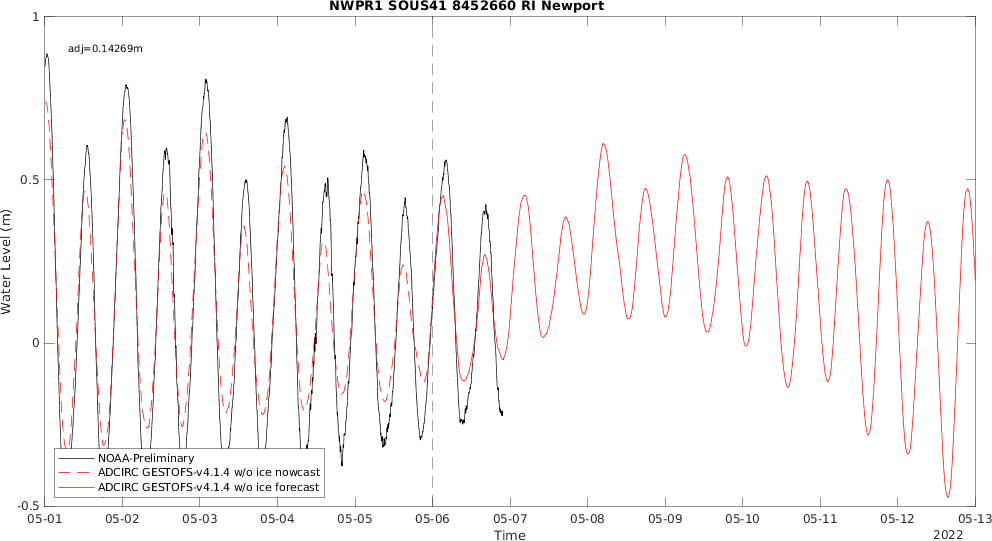 NWPR1 SOUS41 8452660 RI Newport
adj=0.14269m
1
0.5
0
-0.5
Water Level (m)
NOAA-Preliminary
ADCIRC GESTOFS-v4.1.4 w/o ice nowcast
ADCIRC GESTOFS-v4.1.4 w/o ice forecast
05-01 05-02 05-03 05-04 05-05 05-06 05-07 05-08 05-09 05-10 05-11 05-12 05-13
Time
2022